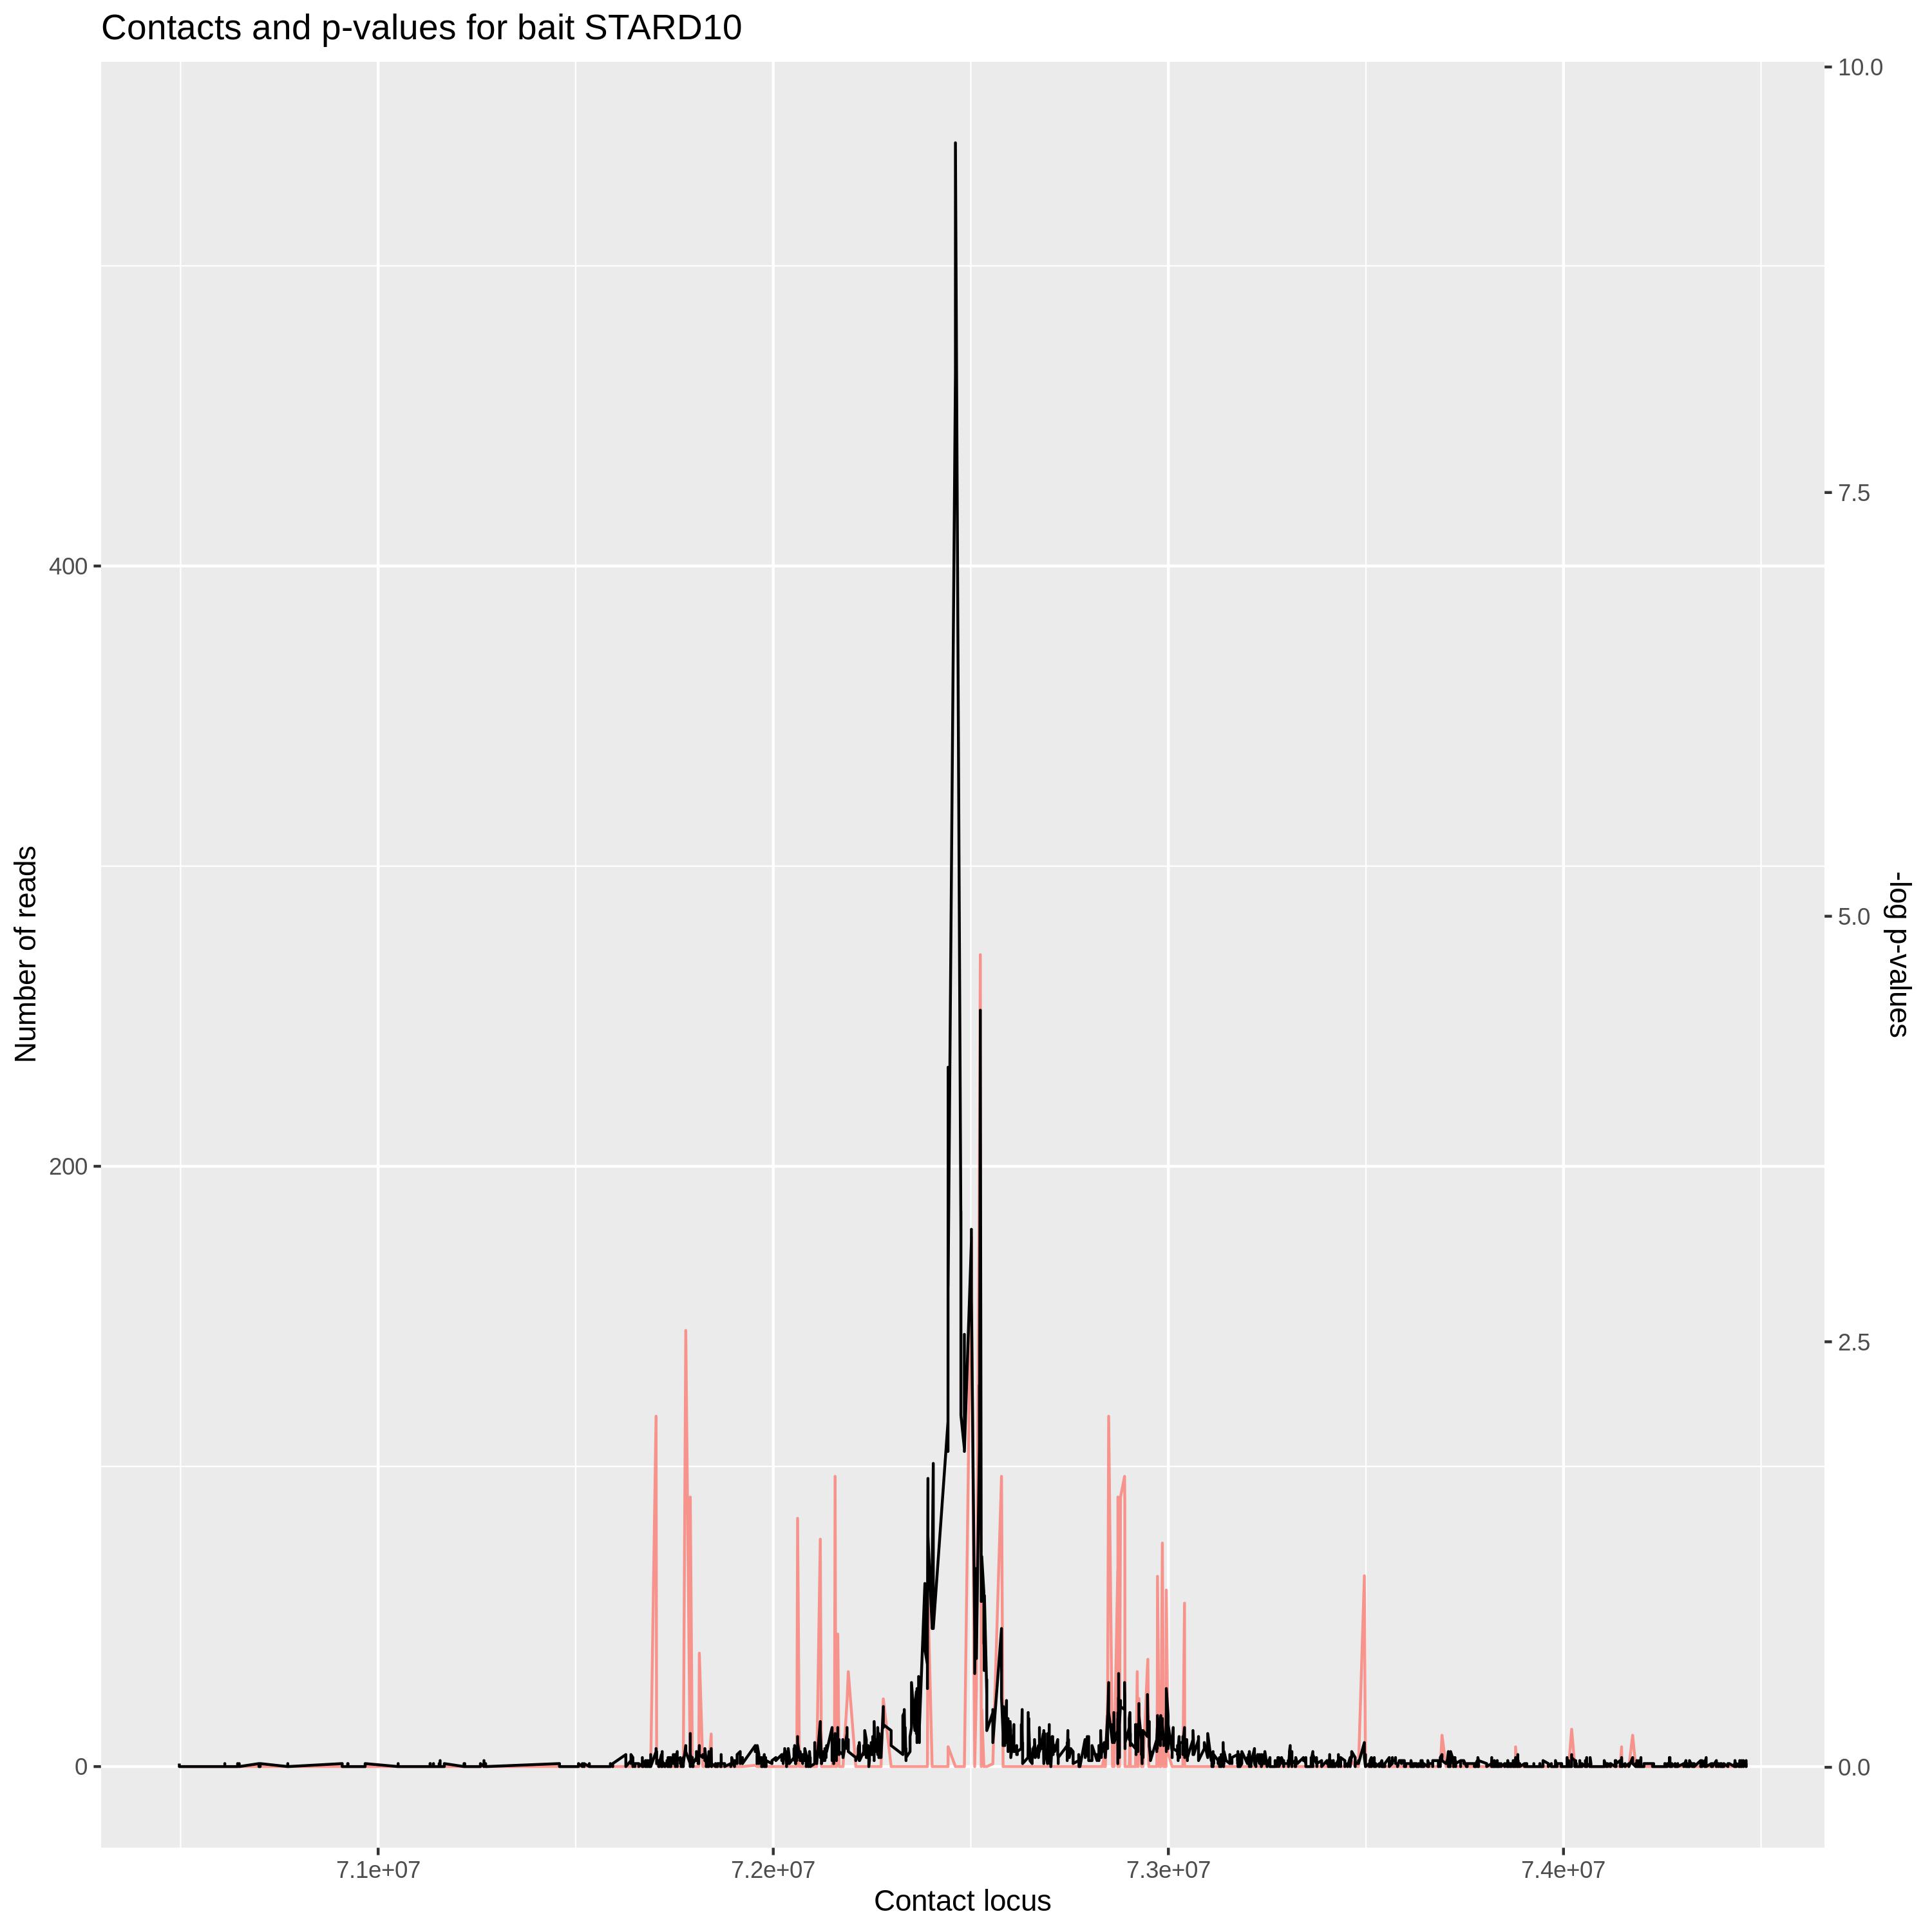 Contacts and p-values for bait STARD10
10.0
7.5
400
5.0
Number of reads
-log p-values
200
2.5
0
0.0
7.1e+07 7.2e+07 7.3e+07 7.4e+07
Contact locus